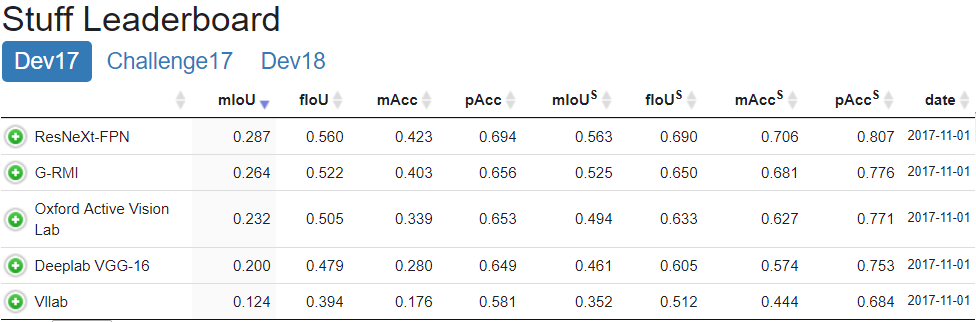 Stuff Leaderboard
Dev17 Challenge17 Dev18
mIoU fIoU mAcc pAcc mIoUS fIoUS mAccS pAccS date
ResNeXt-FPN 0.287 0.560 0.423 0.694 0.563 0.690 0.706 0.807 2017-11-01
G-RMI 0.264 0.522 0.403 0.656 0.525 0.650 0.681 0.776 2017-11-01
Oxford Active Vision
Lab 0.232 0.505 0.339 0.653 0.494 0.633 0.627 0.771 2017-11-01
Deeplab VGG-16 0.200 0.479 0.280 0.649 0.461 0.605 0.574 0.753 2017-11-01
Vllab 0.124 0.394 0.176 0.581 0.352 0.512 0.444 0.684 2017-11-01